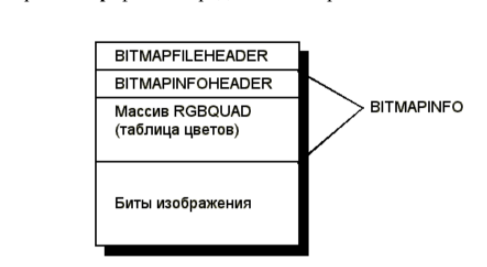 BITMAPFILEHEADER
BITMAPINFOHEADER
Массив RGBQUAD
(таблица цветов)
BITMAPINFO
Биты изображения